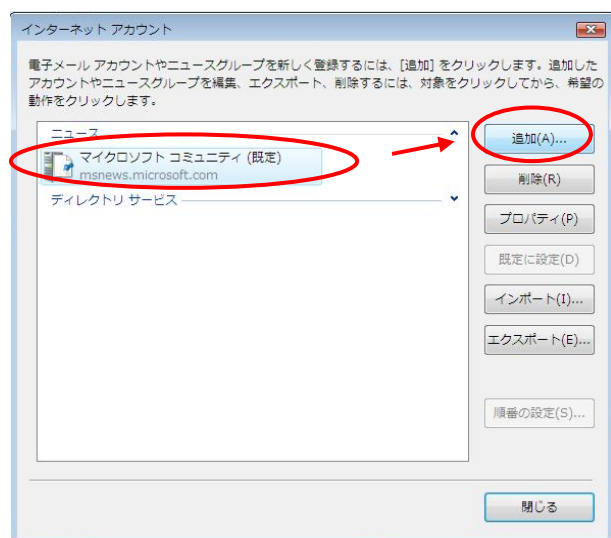 インターネット アカウント
電子メール アカウントやニュースグループを新しく登録するには、[追加] をクリックします。追加した
アカウントやニュースグループを編集、エクスポート、削除するには、対象をクリックしてから、希望の
動作をクリックします。
ニュース
追加(A)...
マイクロソフト コミュニティ (既定)
msnews.microsoft.com
削除(R)
ディレクトリ サービス
プロパティ(P)
既定に設定(D)
インポート(I)...
エクスポート(E)...
順番の設定(S)...
閉じる